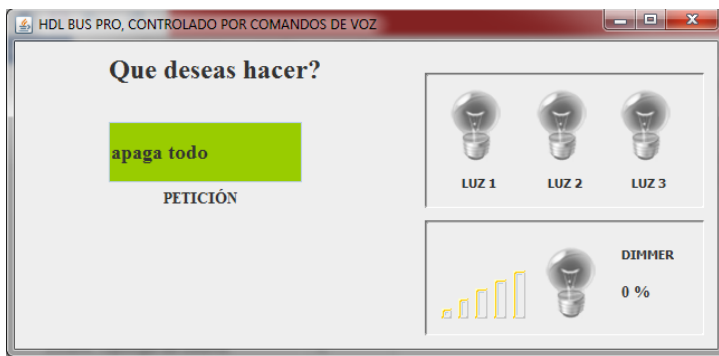 HDL BUS PRO, CONTROLADO POR COMANDOS DE VOZ
Que deseas hacer?
apaga todo
PETICIÓN
LUZ 1 LUZ 2 LUZ 3
DIMMER
0 %